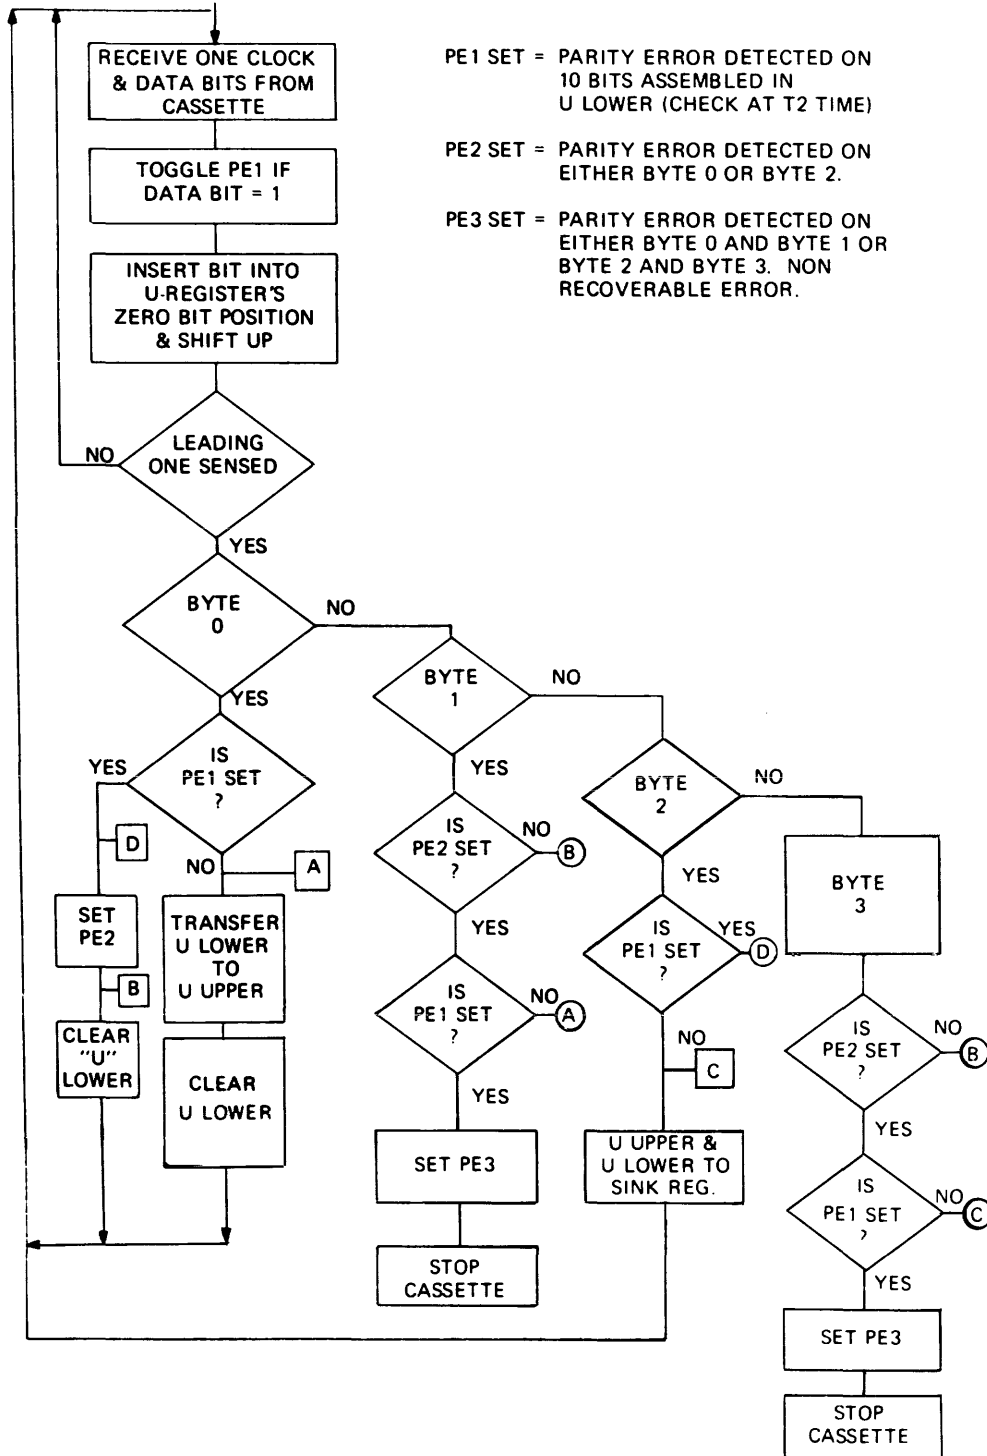 RECEIVE ONE CLOCK
& DATA BITS FROM
CASSETTE
TOGGLE PE1 IF
DATA BIT = 1
INSERT BIT INTO
U-REGISTER'S
ZERO BIT POSITION
& SHIFT UP
LEADING
ONE SENSED
NO
YES
PE1 SET = PARITY ERROR DETECTED ON
10 BITS ASSEMBLED IN
U LOWER (CHECK AT T2 TIME)
PE2 SET = PARITY ERROR DETECTED ON
EITHER BYTE 0 OR BYTE 2.
PE3 SET = PARITY ERROR DETECTED ON
EITHER BYTE 0 AND BYTE 1 OR
BYTE 2 AND BYTE 3. NON
RECOVERABLE ERROR.
BYTE
0
NO
YES
IS
PE1 SET
?
YES
D
SET
PE2
B
CLEAR
"U"
LOWER
NO
A
TRANSFER
U LOWER
TO
U UPPER
CLEAR
U LOWER
BYTE
1
NO
YES
IS
PE2 SET
?
NO
B
YES
IS
PE1 SET
?
NO
A
YES
SET PE3
STOP
CASSETTE
BYTE
2
NO
YES
IS
PE1 SET
?
YES
D
NO
C
U UPPER &
U LOWER TO
SINK REG.
BYTE
3
IS
PE2 SET
?
NO
B
YES
IS
PE1 SET
?
NO
C
YES
SET PE3
STOP
CASSETTE